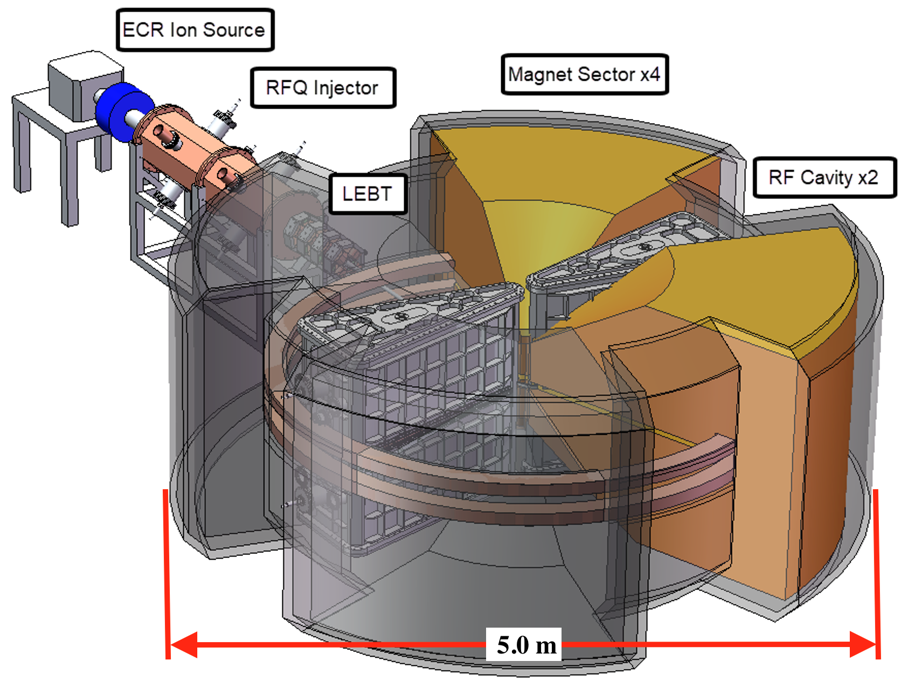 ECR Ion Source
RFQ Injector
Magnet Sector x4
LEBT
RF Cavity x2
5.0 m